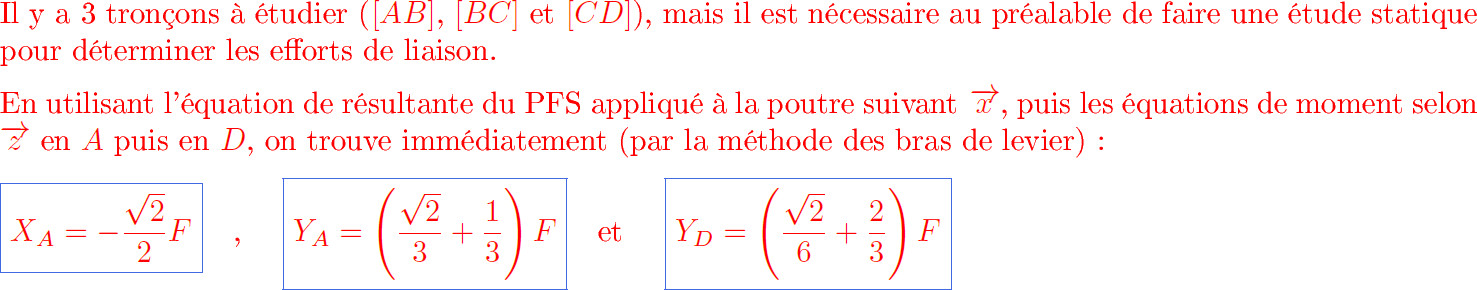 Il y a 3 tronçons à étudier ([AB], [BC] et [CD]), mais il est nécessaire au préalable de faire une étude statique
pour déterminer les efforts de liaison.
En utilisant l'équation de résultante du PFS appliqué à la poutre suivant $\overrightarrow{x}$, puis les équations de moment selon
$\overrightarrow{z}$ en A puis en D, on trouve immédiatement (par la méthode des bras de levier) :
$X_A = -\frac{\sqrt{2}}{2}F$ , $Y_A = \left(\frac{\sqrt{2}}{3} + \frac{1}{3}\right)F$ et $Y_D = \left(\frac{\sqrt{2}}{6} + \frac{2}{3}\right)F$